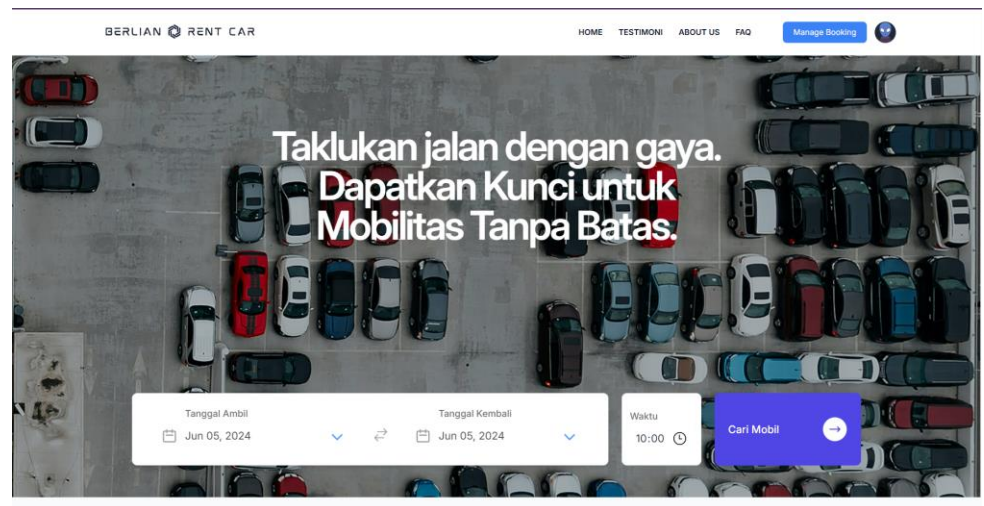 BERLIAN RENT CAR
HOME TESTIMONI ABOUT US FAQ Manage Booking
Taklukan jalan dengan gaya.
Dapatkan Kunci untuk
Mobilitas Tanpa Batas.
Tanggal Ambil
Jun 05, 2024
Tanggal Kembali
Jun 05, 2024
Waktu
10:00
Cari Mobil